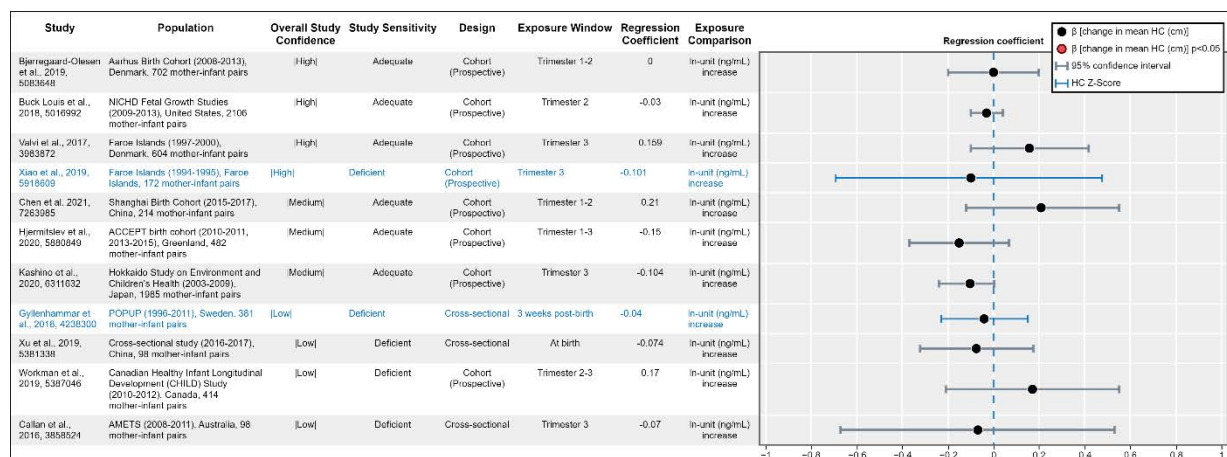 Study Population Overall Study Confidence Study Sensitivity Design Exposure Window Regression Coefficient Exposure Comparison
Bjerregaard-Olesen et al., 2019, 5083648 Aarhus Birth Cohort (2008-2013), Denmark, 702 mother-infant pairs |High| Adequate Cohort (Prospective) Trimester 1-2 0 In-unit (ng/mL) increase
Buck Louis et al., 2018, 5016992 NICHD Fetal Growth Studies (2009-2013), United States, 2106 mother-infant pairs |High| Adequate Cohort (Prospective) Trimester 2 -0.03 In-unit (ng/mL) increase
Valvi et al., 2017, 3983872 Faroe Islands (1997-2000), Denmark, 604 mother-infant pairs |High| Adequate Cohort (Prospective) Trimester 3 0.159 In-unit (ng/mL) increase
Xiao et al., 2019, 5918609 Faroe Islands (1994-1995), Faroe Islands, 172 mother-infant pairs |High| Deficient Cohort (Prospective) Trimester 3 -0.101 In-unit (ng/mL) increase
Chen et al. 2021, 7263985 Shanghai Birth Cohort (2015-2017), China, 214 mother-infant pairs |Medium| Adequate Cohort (Prospective) Trimester 1-2 0.21 In-unit (ng/mL) increase
Hjermitslev et al., 2020, 5880849 ACCEPT birth cohort (2010-2011, 2013-2015), Greenland, 482 mother-infant pairs |Medium| Adequate Cohort (Prospective) Trimester 1-3 -0.15 In-unit (ng/mL) increase
Kashino et al., 2020, 6311632 Hokkaido Study on Environment and Children's Health (2003-2009), Japan, 1985 mother-infant pairs |Medium| Adequate Cohort (Prospective) Trimester 3 -0.104 In-unit (ng/mL) increase
Gyllenhammar et al., 2018, 4238300 POPUP (1996-2011), Sweden, 381 mother-infant pairs |Low| Deficient Cross-sectional 3 weeks post-birth -0.04 In-unit (ng/mL) increase
Xu et al., 2019, 5381338 Cross-sectional study (2016-2017), China, 98 mother-infant pairs |Low| Deficient Cross-sectional At birth -0.074 In-unit (ng/mL) increase
Workman et al., 2019, 5387046 Canadian Healthy Infant Longitudinal Development (CHILD) Study (2010-2012). Canada, 414 mother-infant pairs |Low| Deficient Cohort (Prospective) Trimester 2-3 0.17 In-unit (ng/mL) increase
Callan et al., 2016, 3858524 AMETS (2008-2011), Australia, 98 mother-infant pairs |Low| Deficient Cross-sectional Trimester 3 -0.07 In-unit (ng/mL) increase
Regression coefficient
β [change in mean HC (cm)]
β [change in mean HC (cm)] p<0.05
95% confidence interval
HC Z-Score
-1 -0.8 -0.6 -0.4 -0.2 0 0.2 0.4 0.6 0.8 1